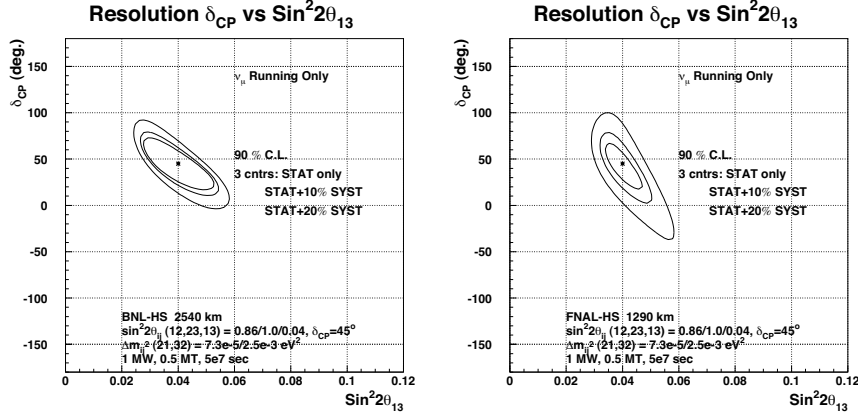 Resolution δCP vs Sin²2θ13
δCP (deg.)
150
100
50
0
-50
-100
-150
νμ Running Only
90 % C.L.
3 cntrs: STAT only
STAT+10% SYST
STAT+20% SYST
BNL-HS 2540 km
sin²2θij (12,23,13) = 0.86/1.0/0.04, δCP=45°
Δmij² (21,32) = 7.3e-5/2.5e-3 eV²
1 MW, 0.5 MT, 5e7 sec
0 0.02 0.04 0.06 0.08 0.1 0.12
Sin²2θ13
Resolution δCP vs Sin²2θ13
δCP (deg.)
150
100
50
0
-50
-100
-150
νμ Running Only
90 % C.L.
3 cntrs: STAT only
STAT+10% SYST
STAT+20% SYST
FNAL-HS 1290 km
sin²2θij (12,23,13) = 0.86/1.0/0.04, δCP=45°
Δmij² (21,32) = 7.3e-5/2.5e-3 eV²
1 MW, 0.5 MT, 5e7 sec
0 0.02 0.04 0.06 0.08 0.1 0.12
Sin²2θ13